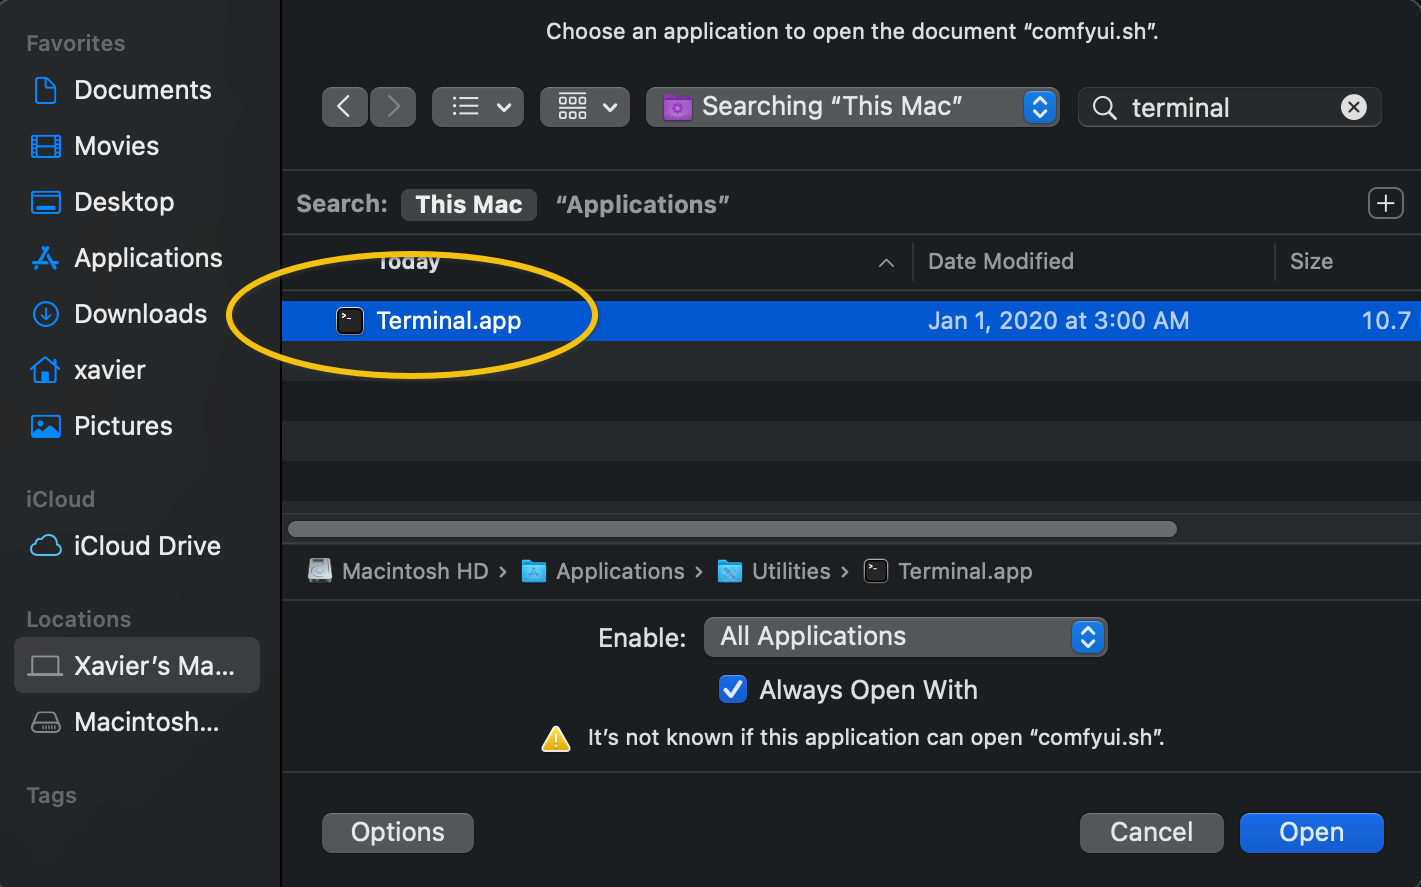 Favorites
Documents
Movies
Desktop
Applications
Downloads
xavier
Pictures
iCloud
iCloud Drive
Locations
Xavier’s Ma...
Macintosh...
Tags
Choose an application to open the document “comfyui.sh”.
Searching “This Mac”
terminal
Search: This Mac “Applications”
Today Date Modified Size
Terminal.app Jan 1, 2020 at 3:00 AM 10.7
Macintosh HD › Applications › Utilities › Terminal.app
Enable: All Applications
Always Open With
It’s not known if this application can open “comfyui.sh”.
Options Cancel Open